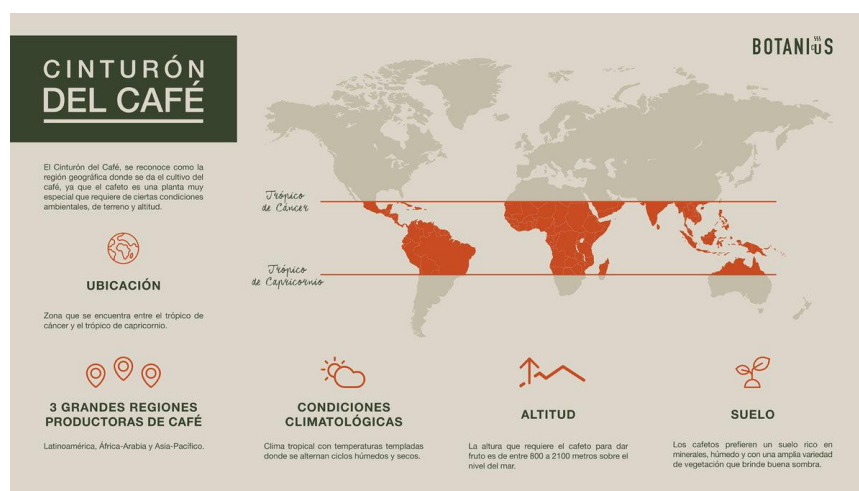 CINTURÓN
DEL CAFÉ
BOTANIUS
El Cinturón del Café, se reconoce como la
región geográfica donde se da el cultivo del
café, ya que el cafeto es una planta muy
especial que requiere de ciertas condiciones
ambientales, de terreno y altitud.
Trópico
de Cáncer
UBICACIÓN
Trópico
de Capricornio
Zona que se encuentra entre el trópico de
cáncer y el trópico de capricornio.
3 GRANDES REGIONES
PRODUCTORAS DE CAFÉ
Latinoamérica, África-Arabia y Asia-Pacífico.
CONDICIONES
CLIMATOLÓGICAS
Clima tropical con temperaturas templadas
donde se alternan ciclos húmedos y secos.
ALTITUD
La altura que requiere el cafeto para dar
fruto es de entre 800 a 2100 metros sobre el
nivel del mar.
SUELO
Los cafetos prefieren un suelo rico en
minerales, húmedo y con una amplia variedad
de vegetación que brinde buena sombra.